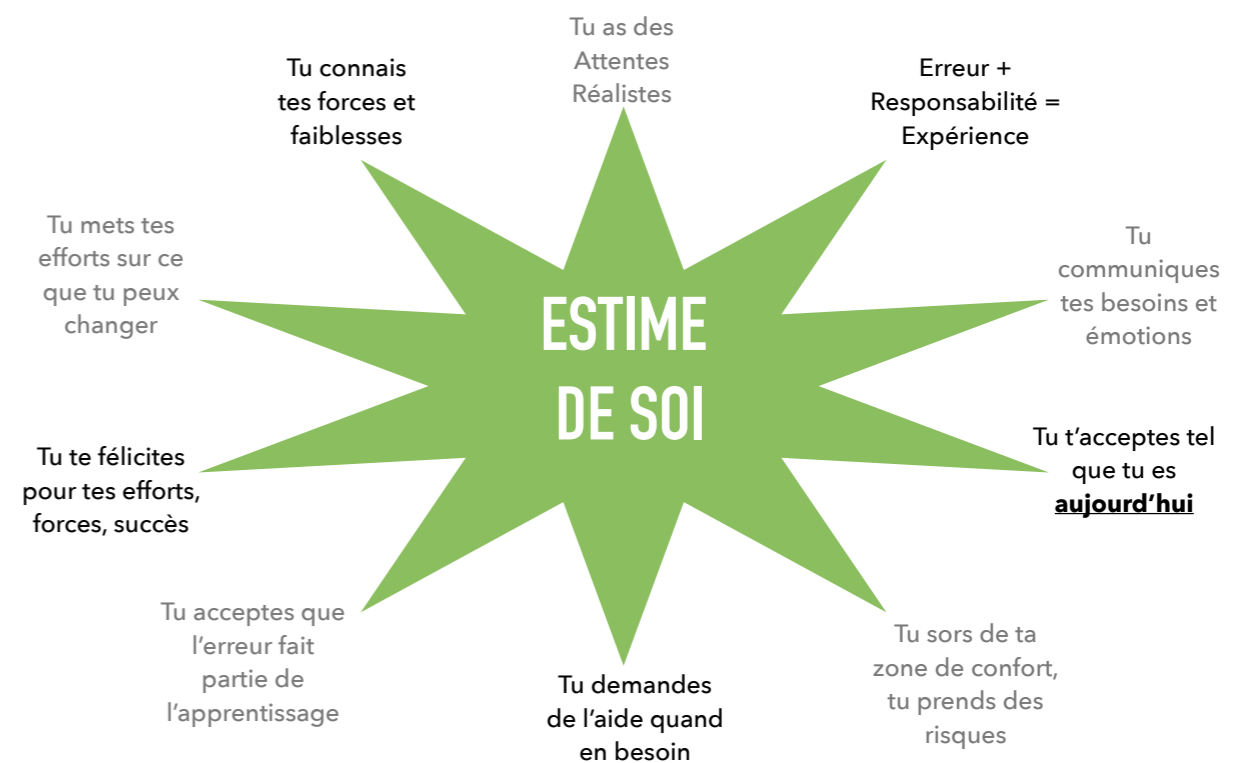 Tu as des
Attentes
Réalistes
Tu connais
tes forces et
faiblesses
Erreur +
Responsabilité =
Expérience
Tu mets tes
efforts sur ce
que tu peux
changer
Tu
communiques
tes besoins et
émotions
ESTIME
DE SOI
Tu te félicites
pour tes efforts,
forces, succès
Tu t’acceptes tel
que tu es
aujourd’hui
Tu acceptes que
l’erreur fait
partie de
l’apprentissage
Tu demandes
de l’aide quand
en besoin
Tu sors de ta
zone de confort,
tu prends des
risques